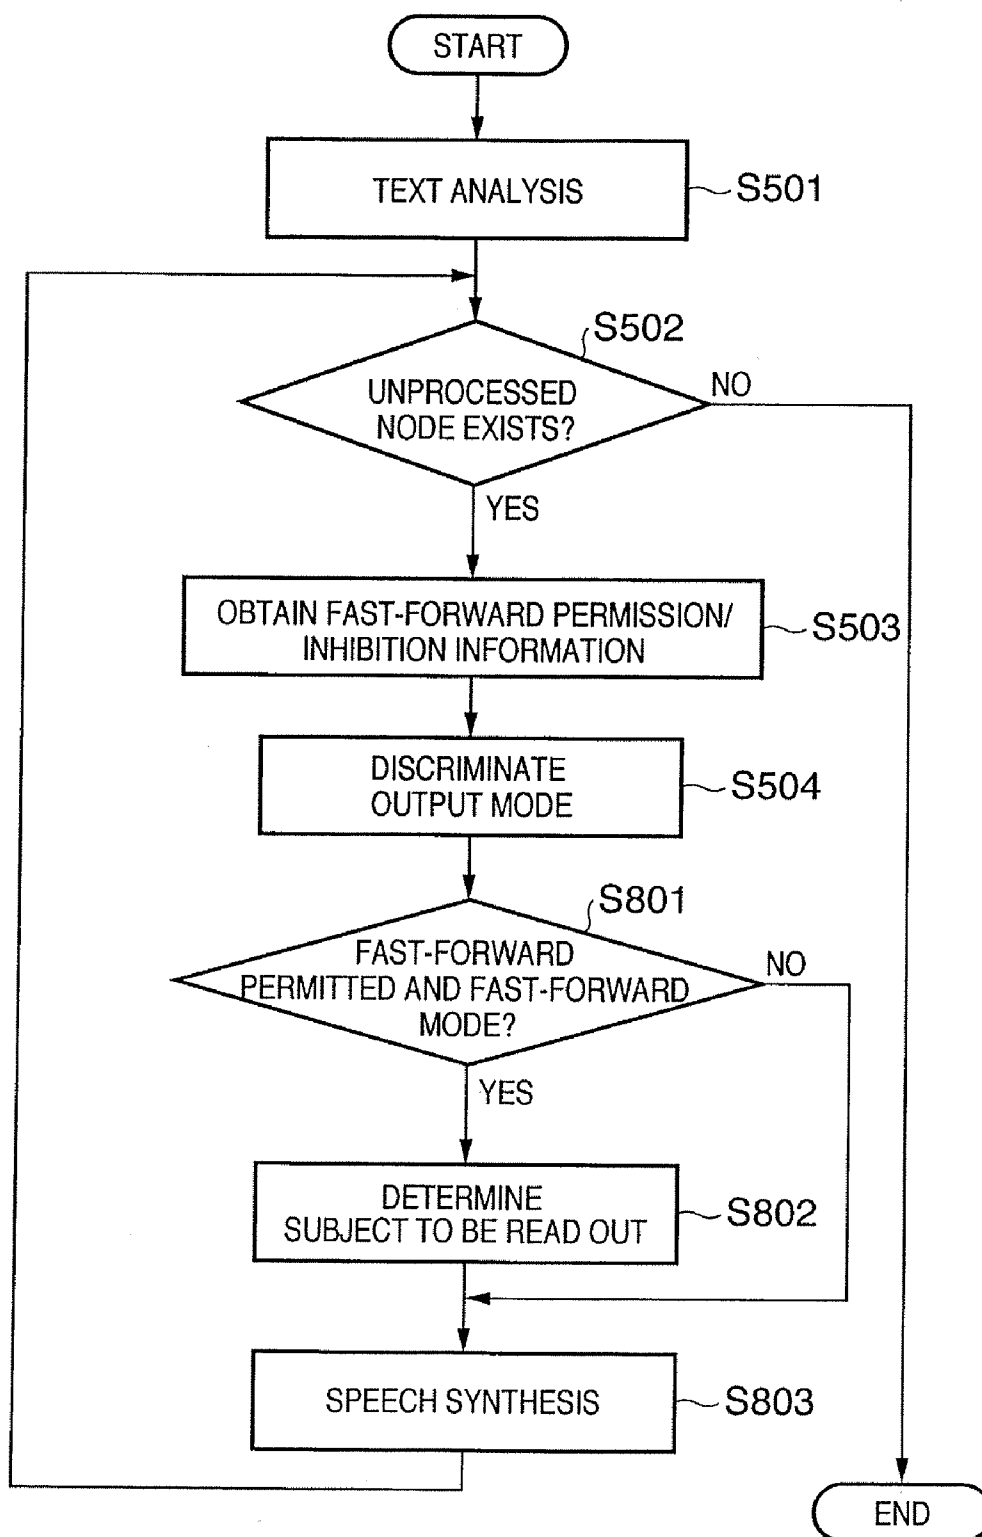 START
TEXT ANALYSIS
S501
S502
UNPROCESSED
NODE EXISTS?
NO
YES
OBTAIN FAST-FORWARD PERMISSION/
INHIBITION INFORMATION
S503
DISCRIMINATE
OUTPUT MODE
S504
S801
FAST-FORWARD
PERMITTED AND FAST-FORWARD
MODE?
NO
YES
DETERMINE
SUBJECT TO BE READ OUT
S802
SPEECH SYNTHESIS
S803
END